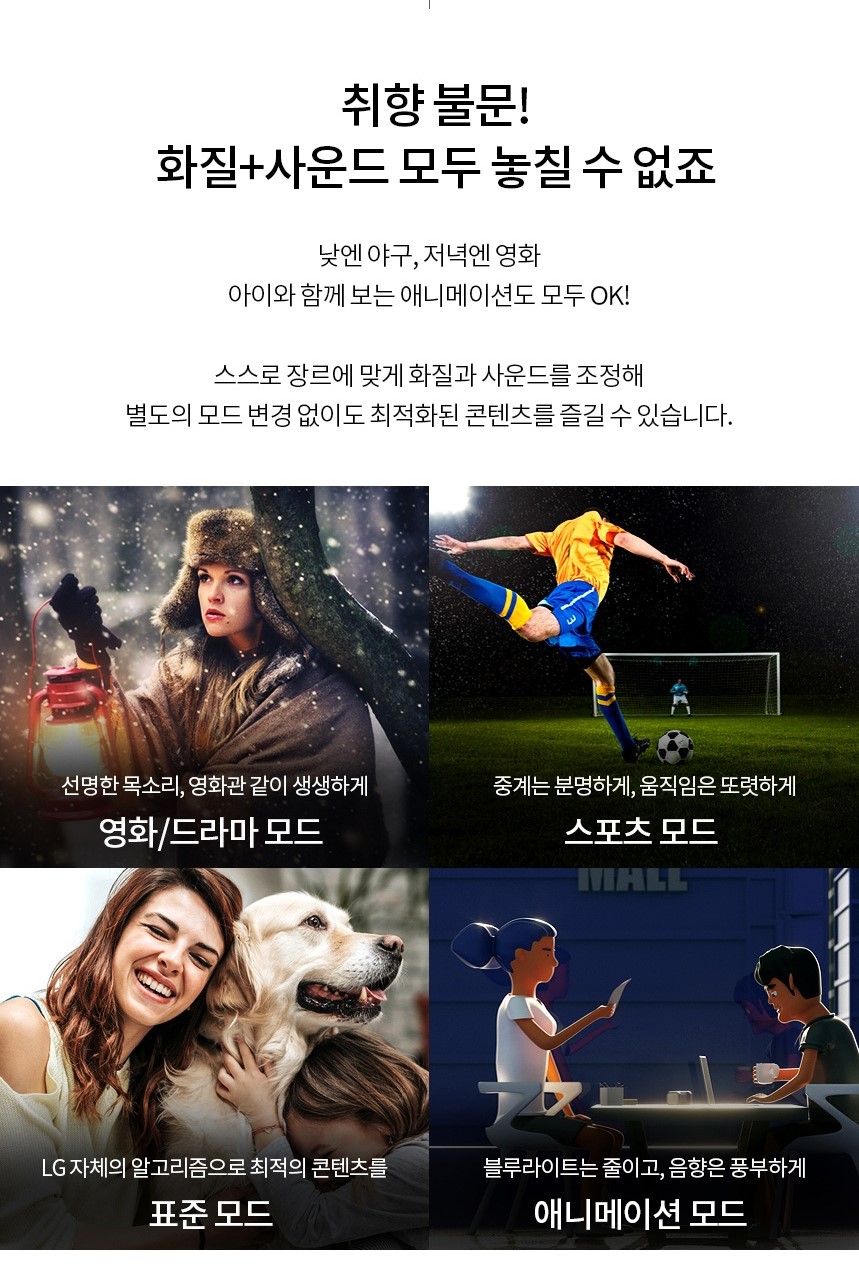 취향 불문!
화질+사운드 모두 놓칠 수 없죠
낮엔 야구, 저녁엔 영화
아이와 함께 보는 애니메이션도 모두 OK!
스스로 장르에 맞게 화질과 사운드를 조정해
별도의 모드 변경 없이도 최적화된 콘텐츠를 즐길 수 있습니다.
선명한 목소리, 영화관 같이 생생하게
영화/드라마 모드
중계는 분명하게, 움직임은 또렷하게
스포츠 모드
MALL
LG 자체의 알고리즘으로 최적의 콘텐츠를
표준 모드
블루라이트는 줄이고, 음향은 풍부하게
애니메이션 모드